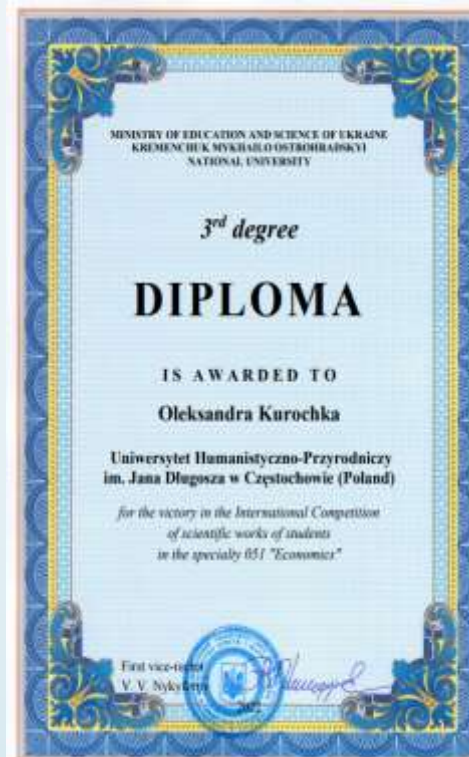 MINISTRY OF EDUCATION AND SCIENCE OF UKRAINE
KREMENCHUK MYKHAILO OSTROHRADSKYI
NATIONAL UNIVERSITY
3rd degree
DIPLOMA
IS AWARDED TO
Oleksandra Kurochka
Uniwersytet Humanistyczno-Przyrodniczy
im. Jana Długosza w Częstochowie (Poland)
for the victory in the International Competition
of scientific works of students
in the specialty 051 "Economics"
First vice-rector
V. V.